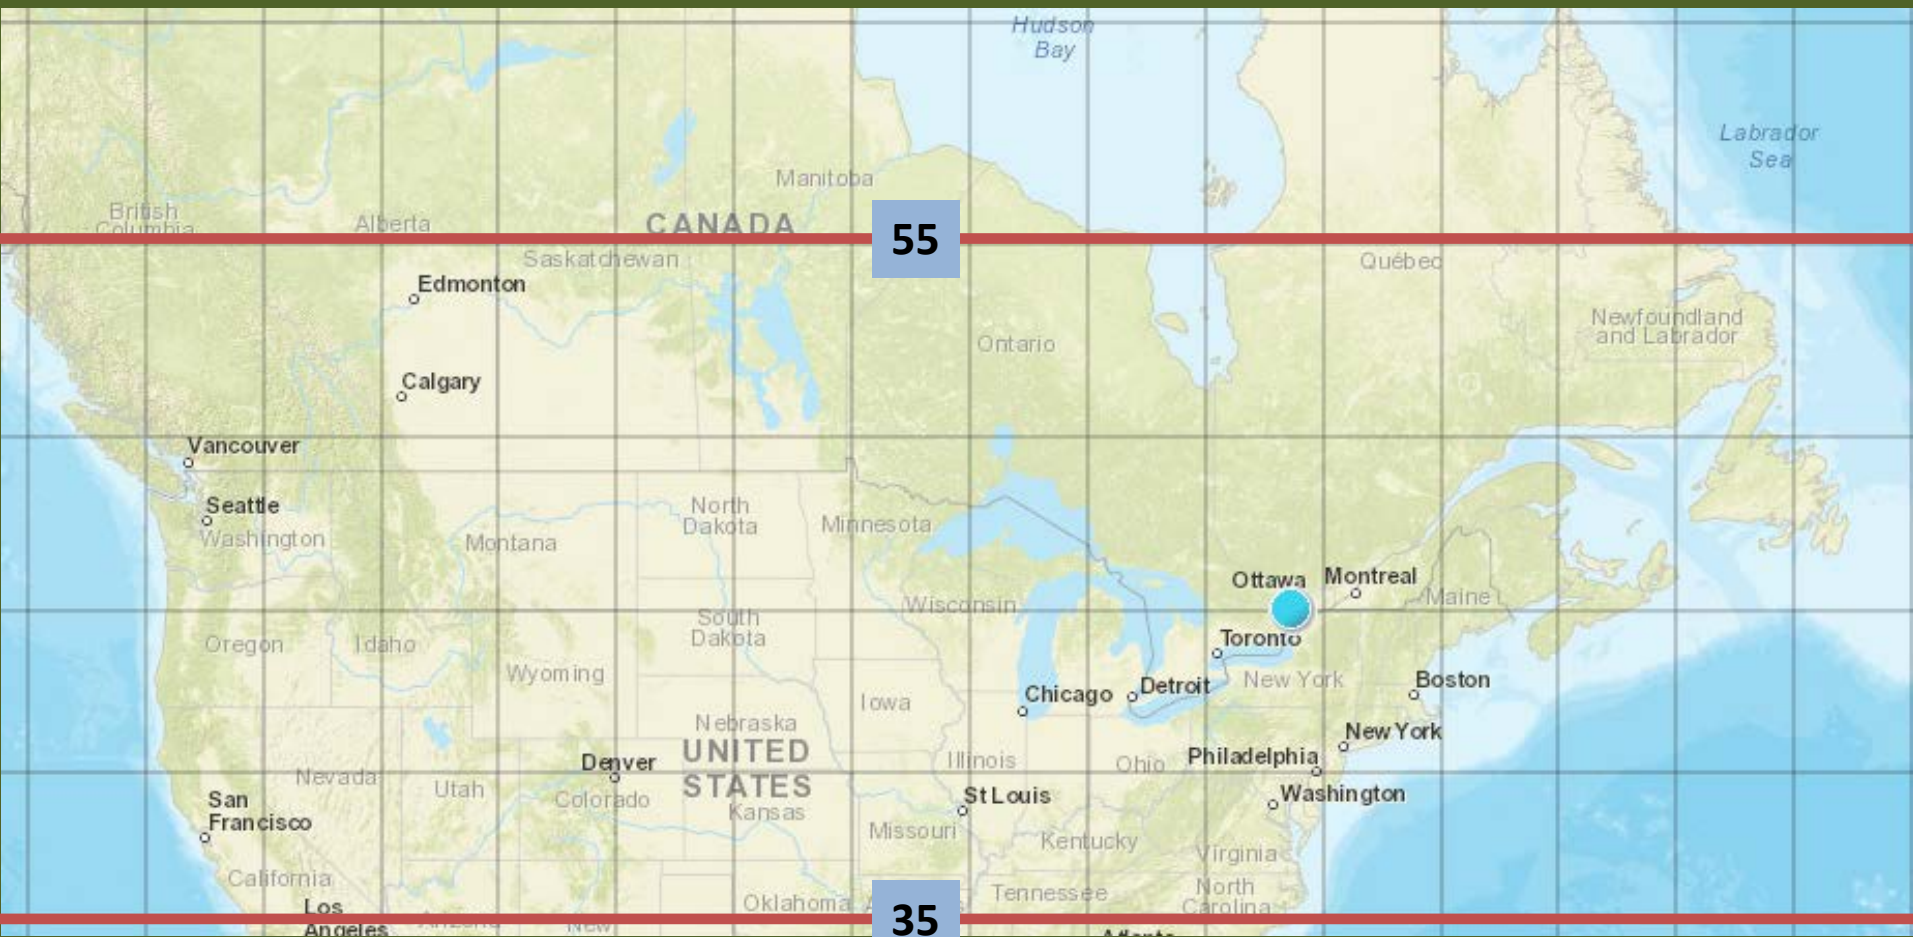 Hudson
Bay
Labrador
Sea
Manitoba
British
Columbia
Alberta
CANADA
55
Saskatchewan
Québec
Edmonton
Newfoundland
and Labrador
Ontario
Calgary
Vancouver
Seattle
Washington
North
Dakota
Minnesota
Montana
Ottawa
Montreal
Maine
Wisconsin
South
Dakota
Oregon
Idaho
Toronto
Wyoming
New York
Boston
Chicago
Detroit
Iowa
Nebraska
New York
UNITED
STATES
Denver
Illinois
Ohio
Philadelphia
Nevada
Utah
Colorado
Kansas
St Louis
Washington
San
Francisco
Missouri
Kentucky
Virginia
California
Tennessee
North
Carolina
Oklahoma
Los
Angeles
35
New
Atlanta